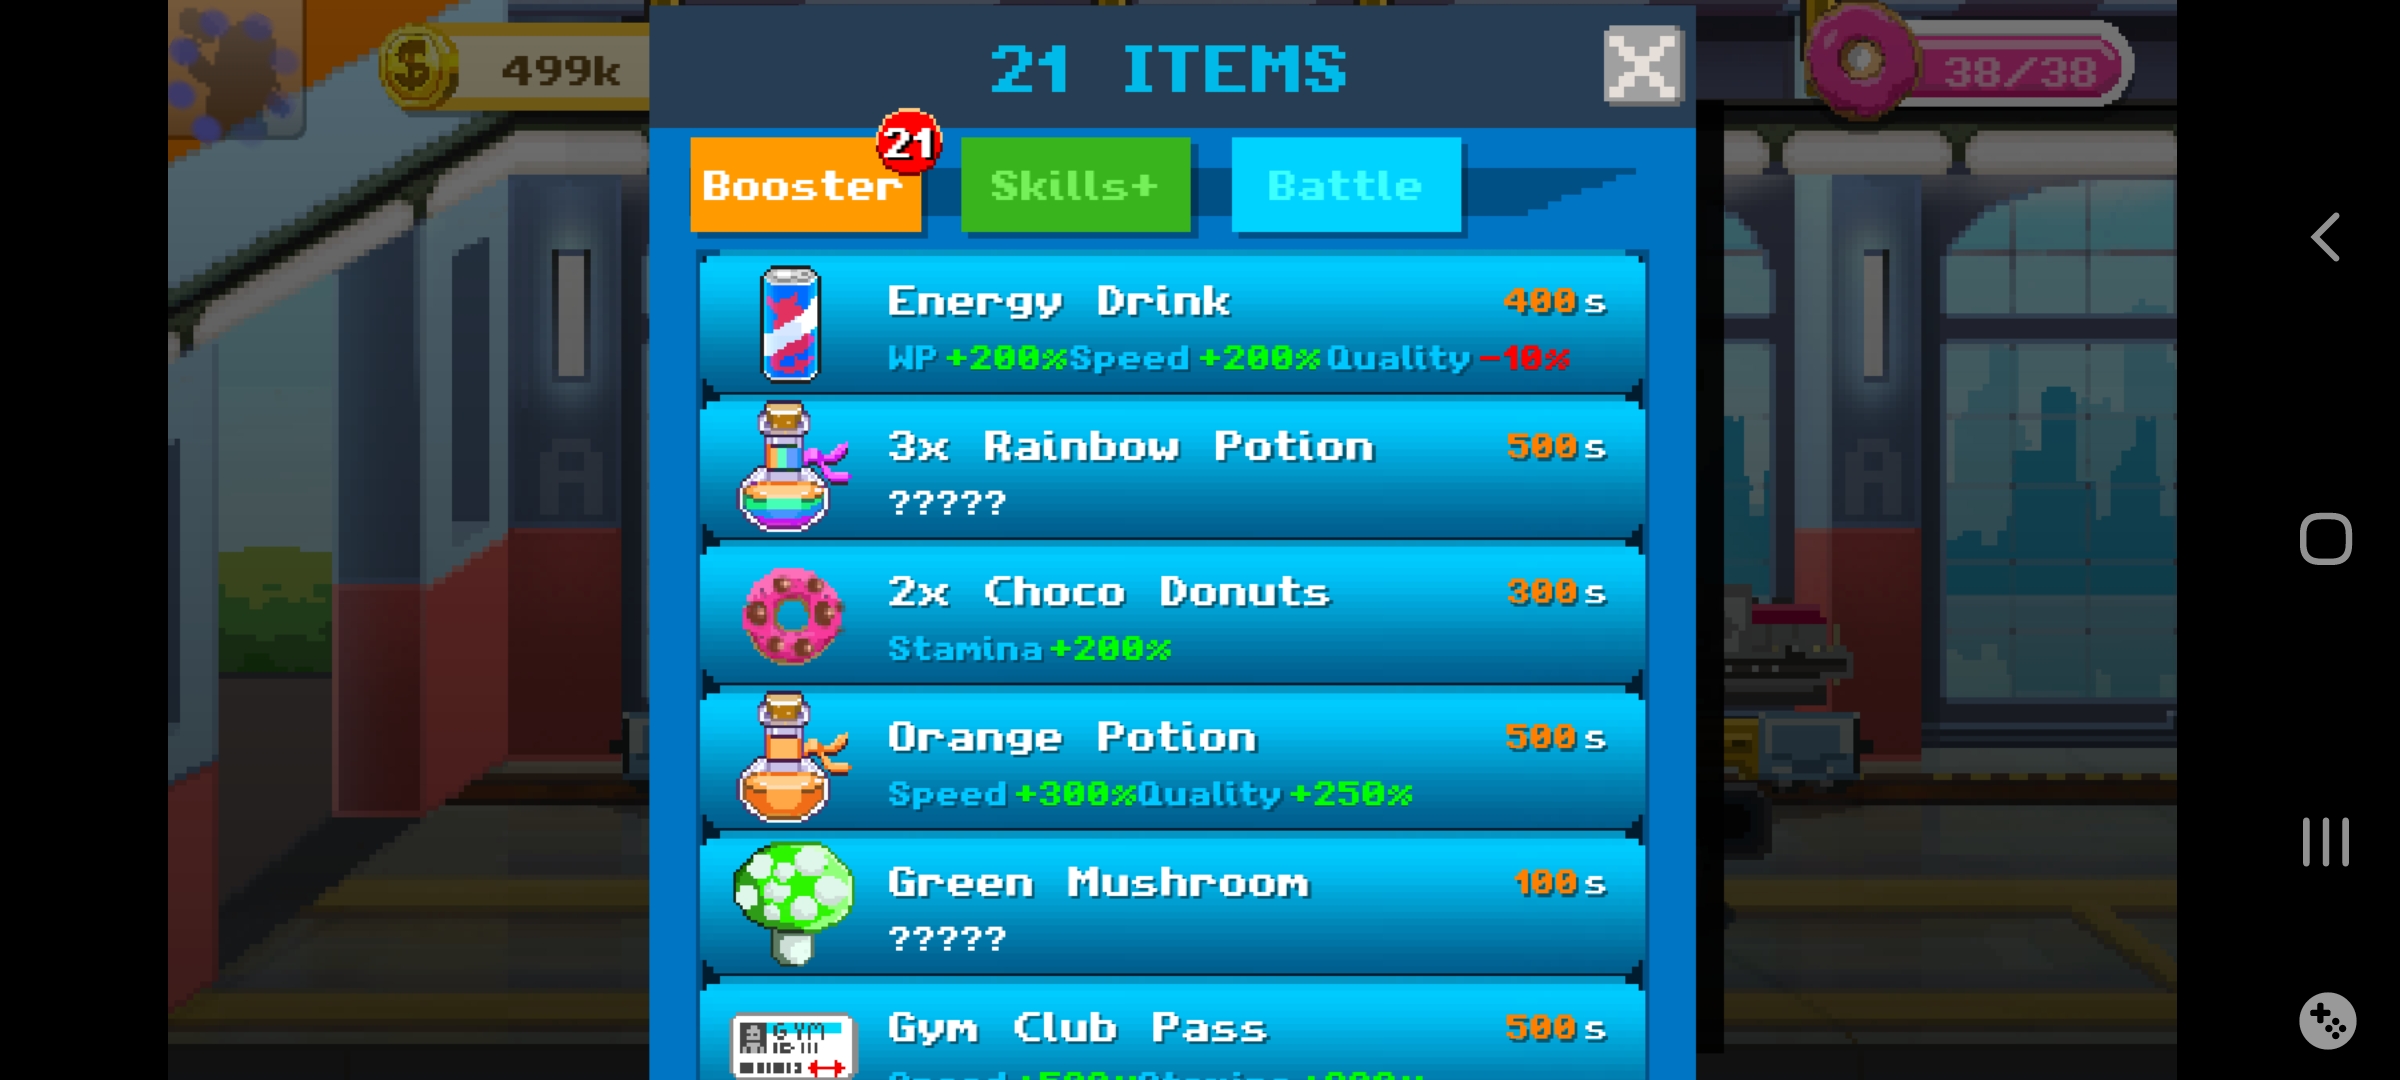 499k
21 ITEMS
38/38
21
Booster
Skills+
Battle
Energy Drink 400s
WP +200% Speed +200% Quality -10%
3x Rainbow Potion 500s
?????
2x Choco Donuts 300s
Stamina +200%
Orange Potion 500s
Speed +300% Quality +250%
Green Mushroom 100s
?????
GYM
Gym Club Pass 500s
A
A